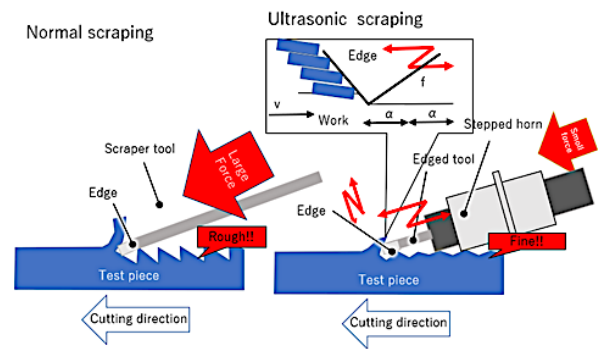 Normal scraping
Ultrasonic scraping
Edge
f
v
α
α
Work
Stepped horn
Small
force
Scraper tool
Large
Force
Edged tool
Edge
Edge
Rough!!
Fine!!
Test piece
Test piece
Cutting direction
Cutting direction